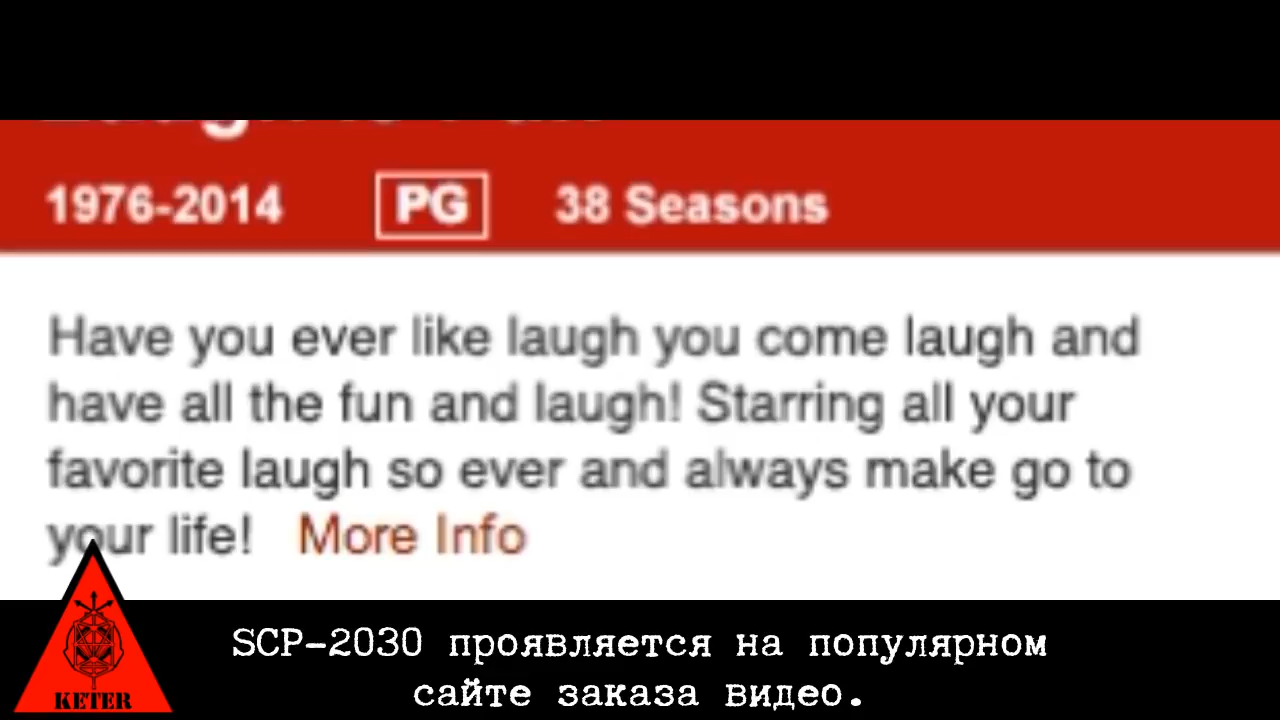 1976-2014 PG 38 Seasons
Have you ever like laugh you come laugh and
have all the fun and laugh! Starring all your
favorite laugh so ever and always make go to
your life! More Info
KETER
SCP-2030 проявляется на популярном
сайте заказа видео.